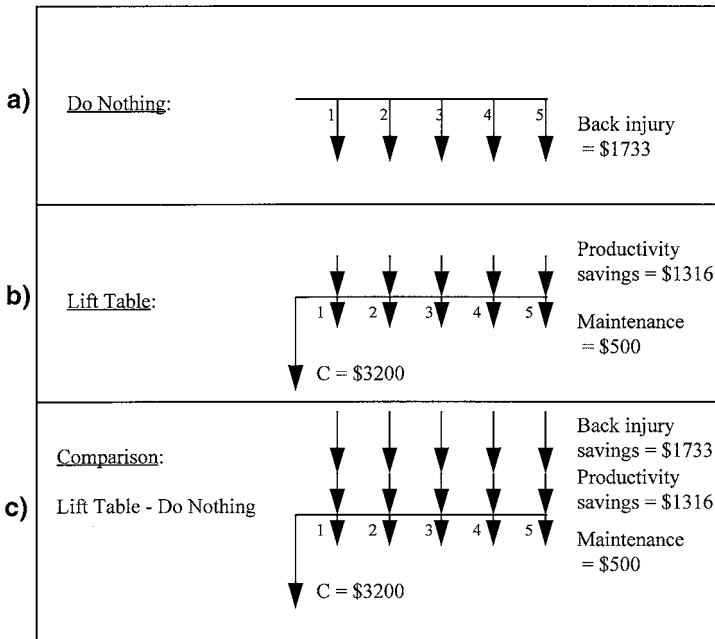 a)
Do Nothing:
1 2 3 4 5
Back injury
= $1733
b)
Lift Table:
Productivity
savings = $1316
1 2 3 4 5
Maintenance
= $500
C = $3200
c)
Comparison:
Lift Table - Do Nothing
Back injury
savings = $1733
Productivity
savings = $1316
1 2 3 4 5
Maintenance
= $500
C = $3200